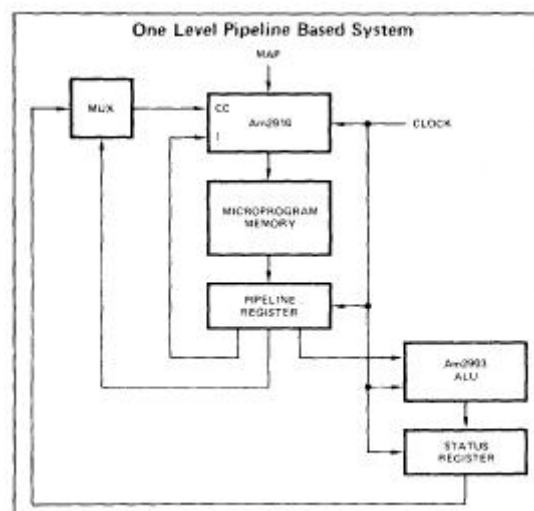 One Level Pipeline Based System
MAP
MUX
CC
Am2910
I
CLOCK
MICROPROGRAM
MEMORY
PIPELINE
REGISTER
Am2903
ALU
STATUS
REGISTER